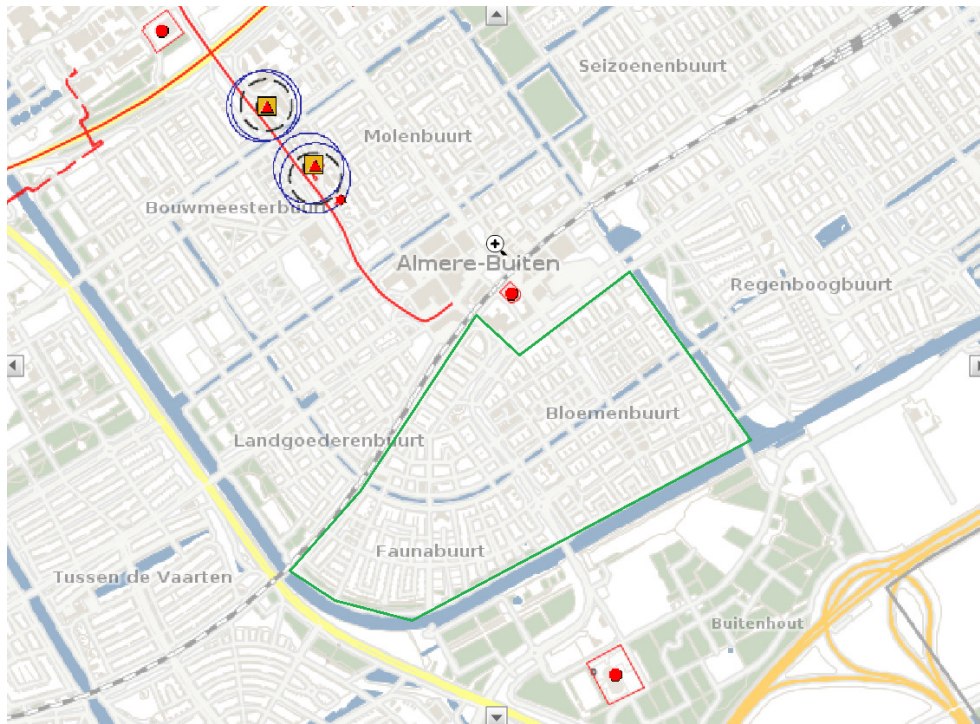 Seizoenenbuurt
Molenbuurt
Bouwmeesterbuurt
Almere-Buiten
Regenboogbuurt
Bloemenbuurt
Landgoederenbuurt
Faunabuurt
Tussen de Vaarten
Buitenhout